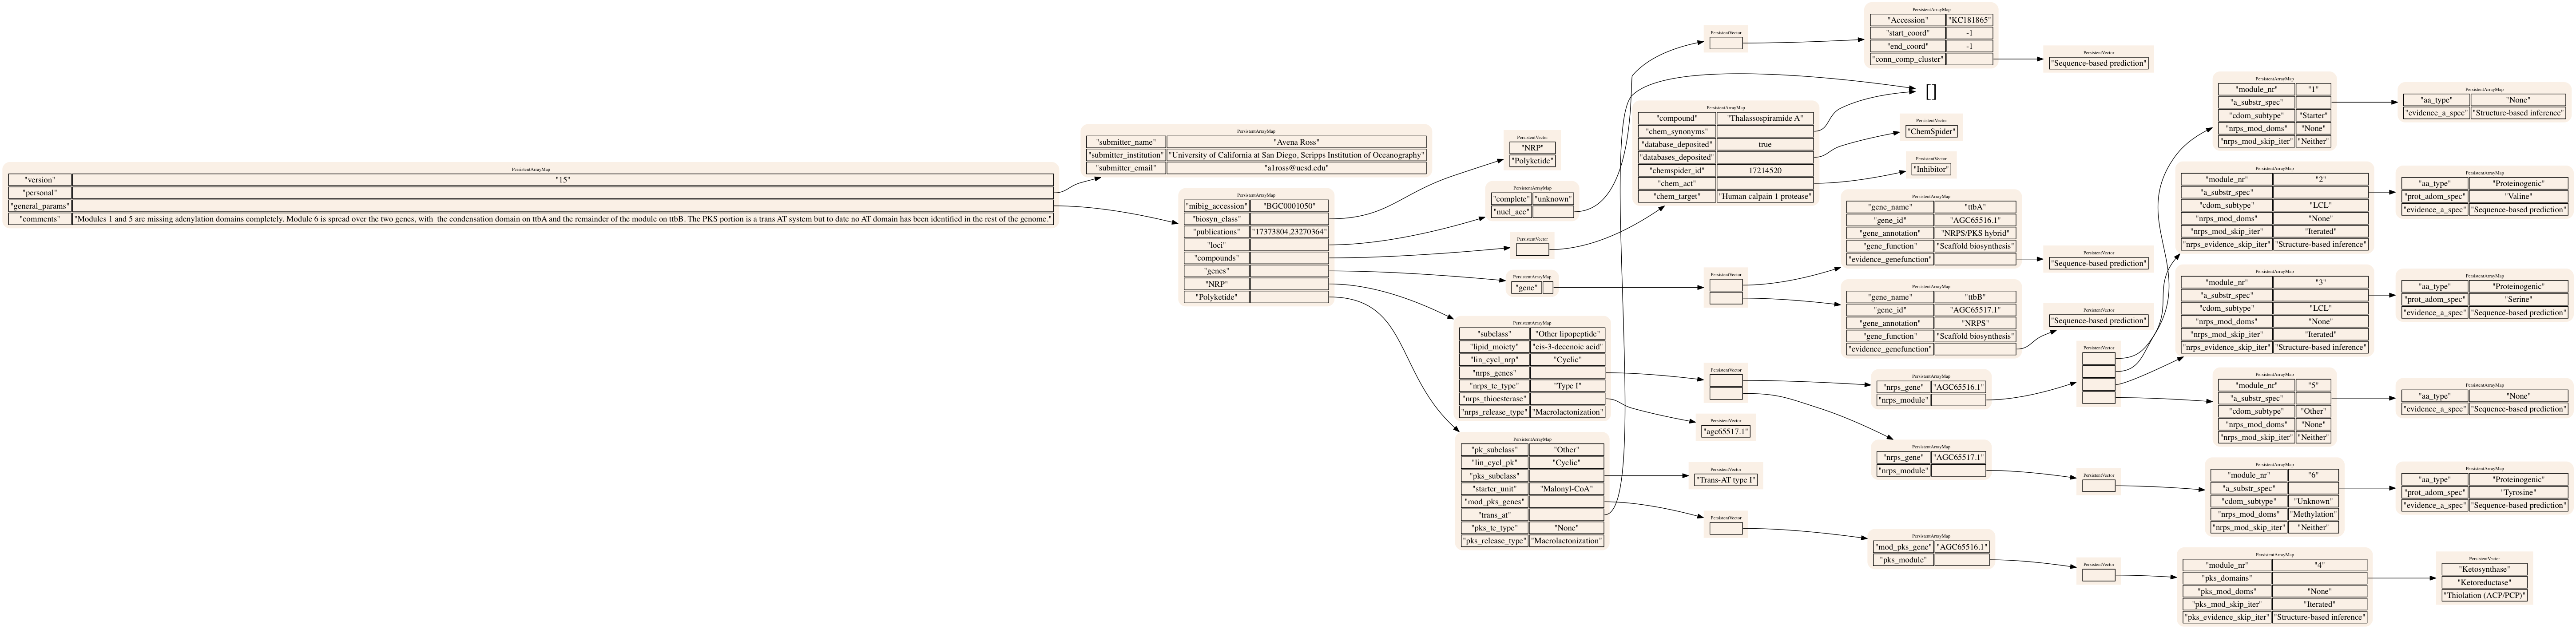 PersistentArrayMap
"version" "15"
"personal"
"general_params"
"comments" "Modules 1 and 5 are missing adenylation domains completely. Module 6 is spread over the two genes, with  the condensation domain on ttbA and the remainder of the module on ttbB. The PKS portion is a trans AT system but to date no AT domain has been identified in the rest of the genome."
PersistentArrayMap
"submitter_name" "Avena Ross"
"submitter_institution" "University of California at San Diego, Scripps Institution of Oceanography"
"submitter_email" "a1ross@ucsd.edu"
PersistentArrayMap
"mibig_accession" "BGC0001050"
"biosyn_class"
"publications" "17373804,23270364"
"loci"
"compounds"
"genes"
"NRP"
"Polyketide"
PersistentVector
"NRP"
"Polyketide"
PersistentArrayMap
"complete" "unknown"
"nucl_acc"
PersistentVector
PersistentArrayMap
"gene"
PersistentArrayMap
"subclass" "Other lipopeptide"
"lipid_moiety" "cis-3-decenoic acid"
"lin_cycl_nrp" "Cyclic"
"nrps_genes"
"nrps_te_type" "Type I"
"nrps_thioesterase"
"nrps_release_type" "Macrolactonization"
PersistentArrayMap
"pk_subclass" "Other"
"lin_cycl_pk" "Cyclic"
"pks_subclass"
"starter_unit" "Malonyl-CoA"
"mod_pks_genes"
"trans_at"
"pks_te_type" "None"
"pks_release_type" "Macrolactonization"
PersistentVector
PersistentArrayMap
"compound" "Thalassospiramide A"
"chem_synonyms"
"database_deposited" true
"databases_deposited"
"chemspider_id" 17214520
"chem_act"
"chem_target" "Human calpain 1 protease"
PersistentVector
PersistentVector
PersistentVector
"agc65517.1"
PersistentVector
"Trans-AT type I"
PersistentVector
PersistentArrayMap
"Accession" "KC181865"
"start_coord" -1
"end_coord" -1
"conn_comp_cluster"
[]
PersistentVector
"ChemSpider"
PersistentVector
"Inhibitor"
PersistentArrayMap
"gene_name" "ttbA"
"gene_id" "AGC65516.1"
"gene_annotation" "NRPS/PKS hybrid"
"gene_function" "Scaffold biosynthesis"
"evidence_genefunction"
PersistentArrayMap
"gene_name" "ttbB"
"gene_id" "AGC65517.1"
"gene_annotation" "NRPS"
"gene_function" "Scaffold biosynthesis"
"evidence_genefunction"
PersistentArrayMap
"nrps_gene" "AGC65516.1"
"nrps_module"
PersistentArrayMap
"nrps_gene" "AGC65517.1"
"nrps_module"
PersistentArrayMap
"mod_pks_gene" "AGC65516.1"
"pks_module"
PersistentVector
"Sequence-based prediction"
PersistentVector
"Sequence-based prediction"
PersistentVector
"Sequence-based prediction"
PersistentVector
PersistentVector
PersistentVector
PersistentArrayMap
"module_nr" "1"
"a_substr_spec"
"cdom_subtype" "Starter"
"nrps_mod_doms" "None"
"nrps_mod_skip_iter" "Neither"
PersistentArrayMap
"module_nr" "2"
"a_substr_spec"
"cdom_subtype" "LCL"
"nrps_mod_doms" "None"
"nrps_mod_skip_iter" "Iterated"
"nrps_evidence_skip_iter" "Structure-based inference"
PersistentArrayMap
"module_nr" "3"
"a_substr_spec"
"cdom_subtype" "LCL"
"nrps_mod_doms" "None"
"nrps_mod_skip_iter" "Iterated"
"nrps_evidence_skip_iter" "Structure-based inference"
PersistentArrayMap
"module_nr" "5"
"a_substr_spec"
"cdom_subtype" "Other"
"nrps_mod_doms" "None"
"nrps_mod_skip_iter" "Neither"
PersistentArrayMap
"module_nr" "6"
"a_substr_spec"
"cdom_subtype" "Unknown"
"nrps_mod_doms" "Methylation"
"nrps_mod_skip_iter" "Neither"
PersistentArrayMap
"module_nr" "4"
"pks_domains"
"pks_mod_doms" "None"
"pks_mod_skip_iter" "Iterated"
"pks_evidence_skip_iter" "Structure-based inference"
PersistentArrayMap
"aa_type" "None"
"evidence_a_spec" "Structure-based inference"
PersistentArrayMap
"aa_type" "Proteinogenic"
"prot_adom_spec" "Valine"
"evidence_a_spec" "Sequence-based prediction"
PersistentArrayMap
"aa_type" "Proteinogenic"
"prot_adom_spec" "Serine"
"evidence_a_spec" "Sequence-based prediction"
PersistentArrayMap
"aa_type" "None"
"evidence_a_spec" "Sequence-based prediction"
PersistentArrayMap
"aa_type" "Proteinogenic"
"prot_adom_spec" "Tyrosine"
"evidence_a_spec" "Sequence-based prediction"
PersistentVector
"Ketosynthase"
"Ketoreductase"
"Thiolation (ACP/PCP)"